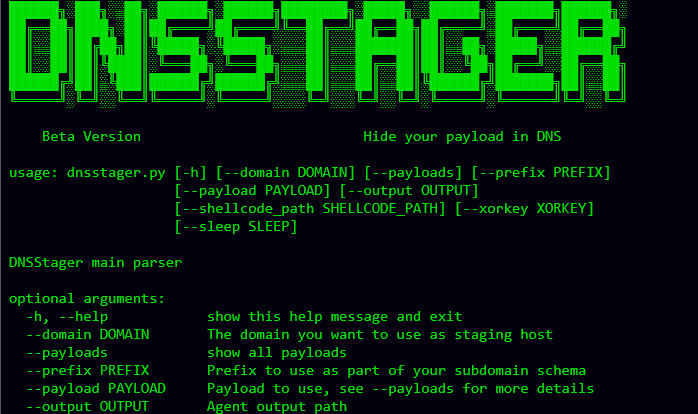 DNSSTAGER
Beta Version Hide your payload in DNS
usage: dnsstager.py [-h] [--domain DOMAIN] [--payloads] [--prefix PREFIX]
[--payload PAYLOAD] [--output OUTPUT]
[--shellcode_path SHELLCODE_PATH] [--xorkey XORKEY]
[--sleep SLEEP]
DNSStager main parser
optional arguments:
-h, --help show this help message and exit
--domain DOMAIN The domain you want to use as staging host
--payloads show all payloads
--prefix PREFIX Prefix to use as part of your subdomain schema
--payload PAYLOAD Payload to use, see --payloads for more details
--output OUTPUT Agent output path